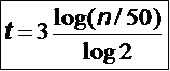 t = 3 log(n/50) / log 2